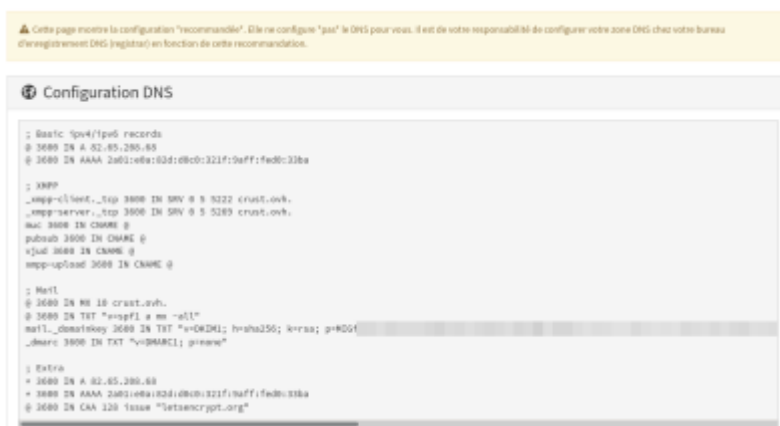 Cette page montre la configuration "recommandée". Elle ne configure "pas" le DNS pour vous. Il est de votre responsabilité de configurer votre zone DNS chez votre bureau
d'enregistrement DNS (registrar) en fonction de cette recommandation.
Configuration DNS
; Basic ipv4/ipv6 records
@ 3600 IN A 82.65.208.68
@ 3600 IN AAAA 2a01:e0a:82d:d8c0:321f:9aff:fed0:33ba
; XMPP
_xmpp-client._tcp 3600 IN SRV 0 5 5222 crust.ovh.
_xmpp-server._tcp 3600 IN SRV 0 5 5269 crust.ovh.
muc 3600 IN CNAME @
pubsub 3600 IN CNAME @
vjud 3600 IN CNAME @
xmpp-upload 3600 IN CNAME @
; Mail
@ 3600 IN MX 10 crust.ovh.
@ 3600 IN TXT "v=spf1 a mx -all"
mail._domainkey 3600 IN TXT "v=DKIM1; h=sha256; k=rsa; p=MIGf
_dmarc 3600 IN TXT "v=DMARC1; p=none"
; Extra
* 3600 IN A 82.65.208.68
* 3600 IN AAAA 2a01:e0a:82d:d8c0:321f:9aff:fed0:33ba
@ 3600 IN CAA 128 issue "letsencrypt.org"